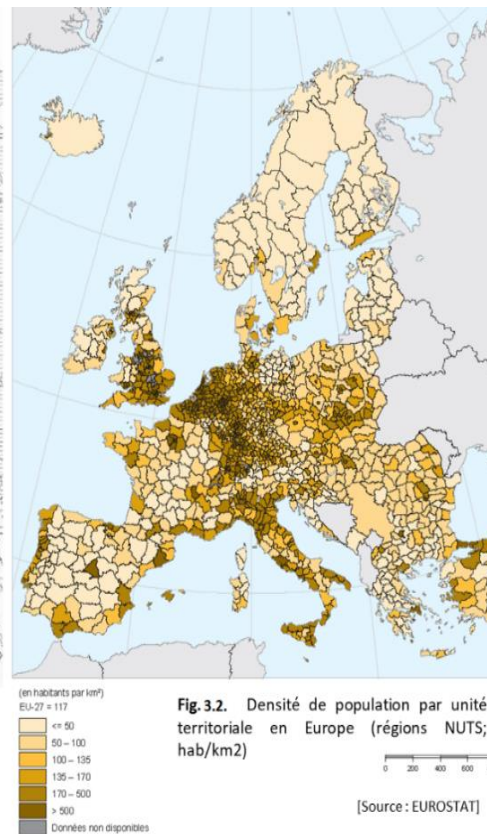 (en habitants par km²)
EU-27 = 117
<= 50
50 – 100
100 – 135
135 – 170
170 – 500
> 500
Données non disponibles
Fig. 3.2. Densité de population par unité
territoriale en Europe (régions NUTS;
hab/km2)
0 200 400 600
[Source : EUROSTAT]